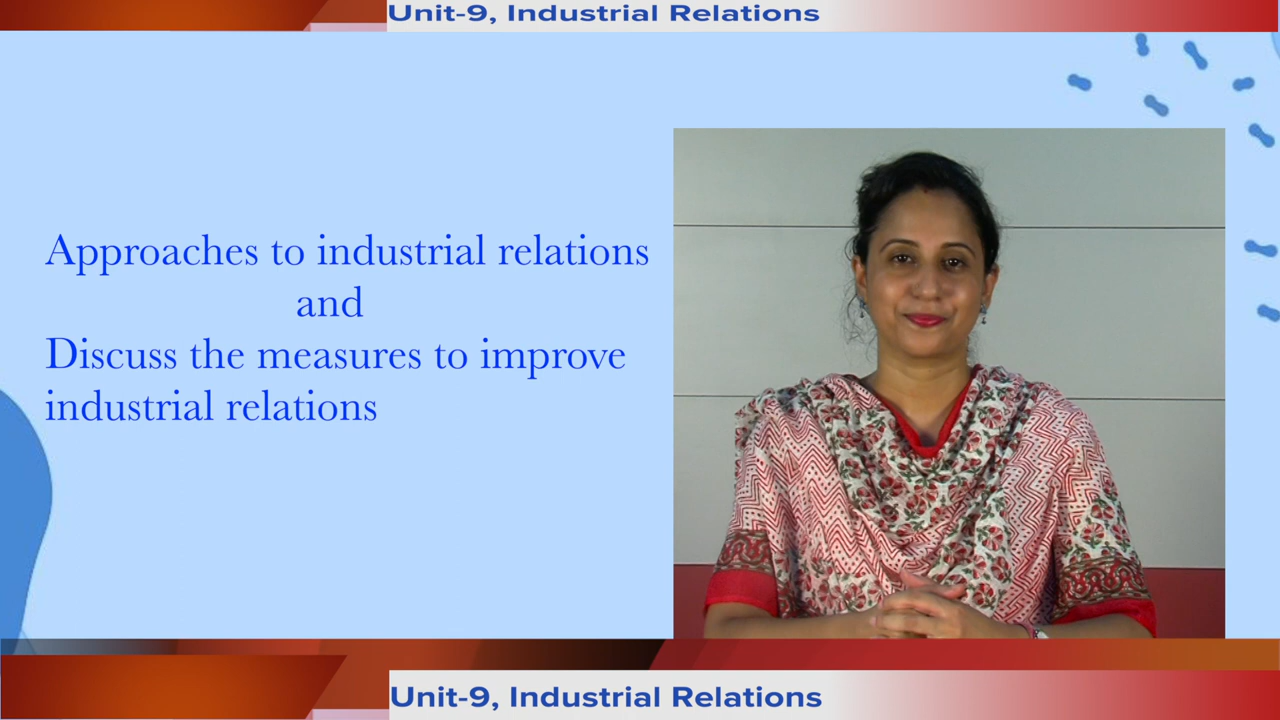 Unit-9, Industrial Relations
Approaches to industrial relations
and
Discuss the measures to improve
industrial relations
Unit-9, Industrial Relations